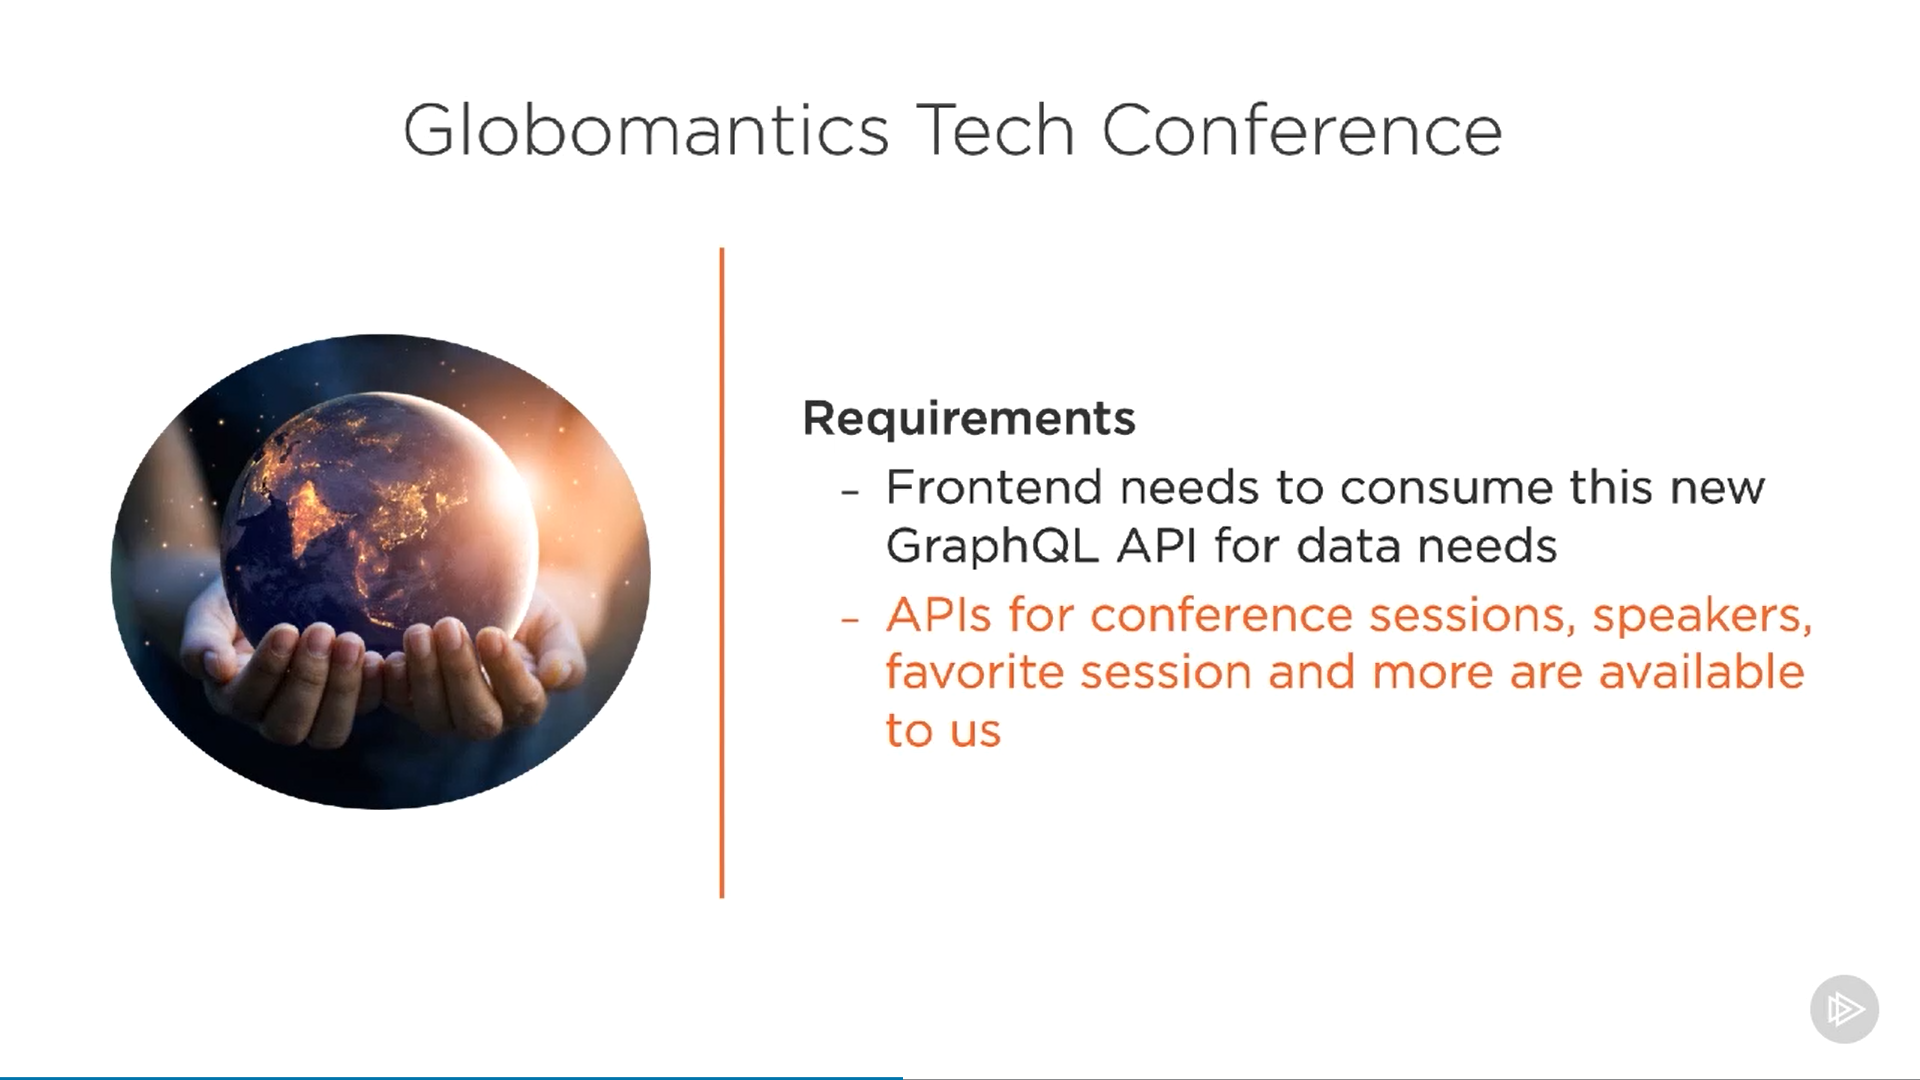 Globomantics Tech Conference
Requirements
- Frontend needs to consume this new
GraphQL API for data needs
- APIs for conference sessions, speakers,
favorite session and more are available
to us